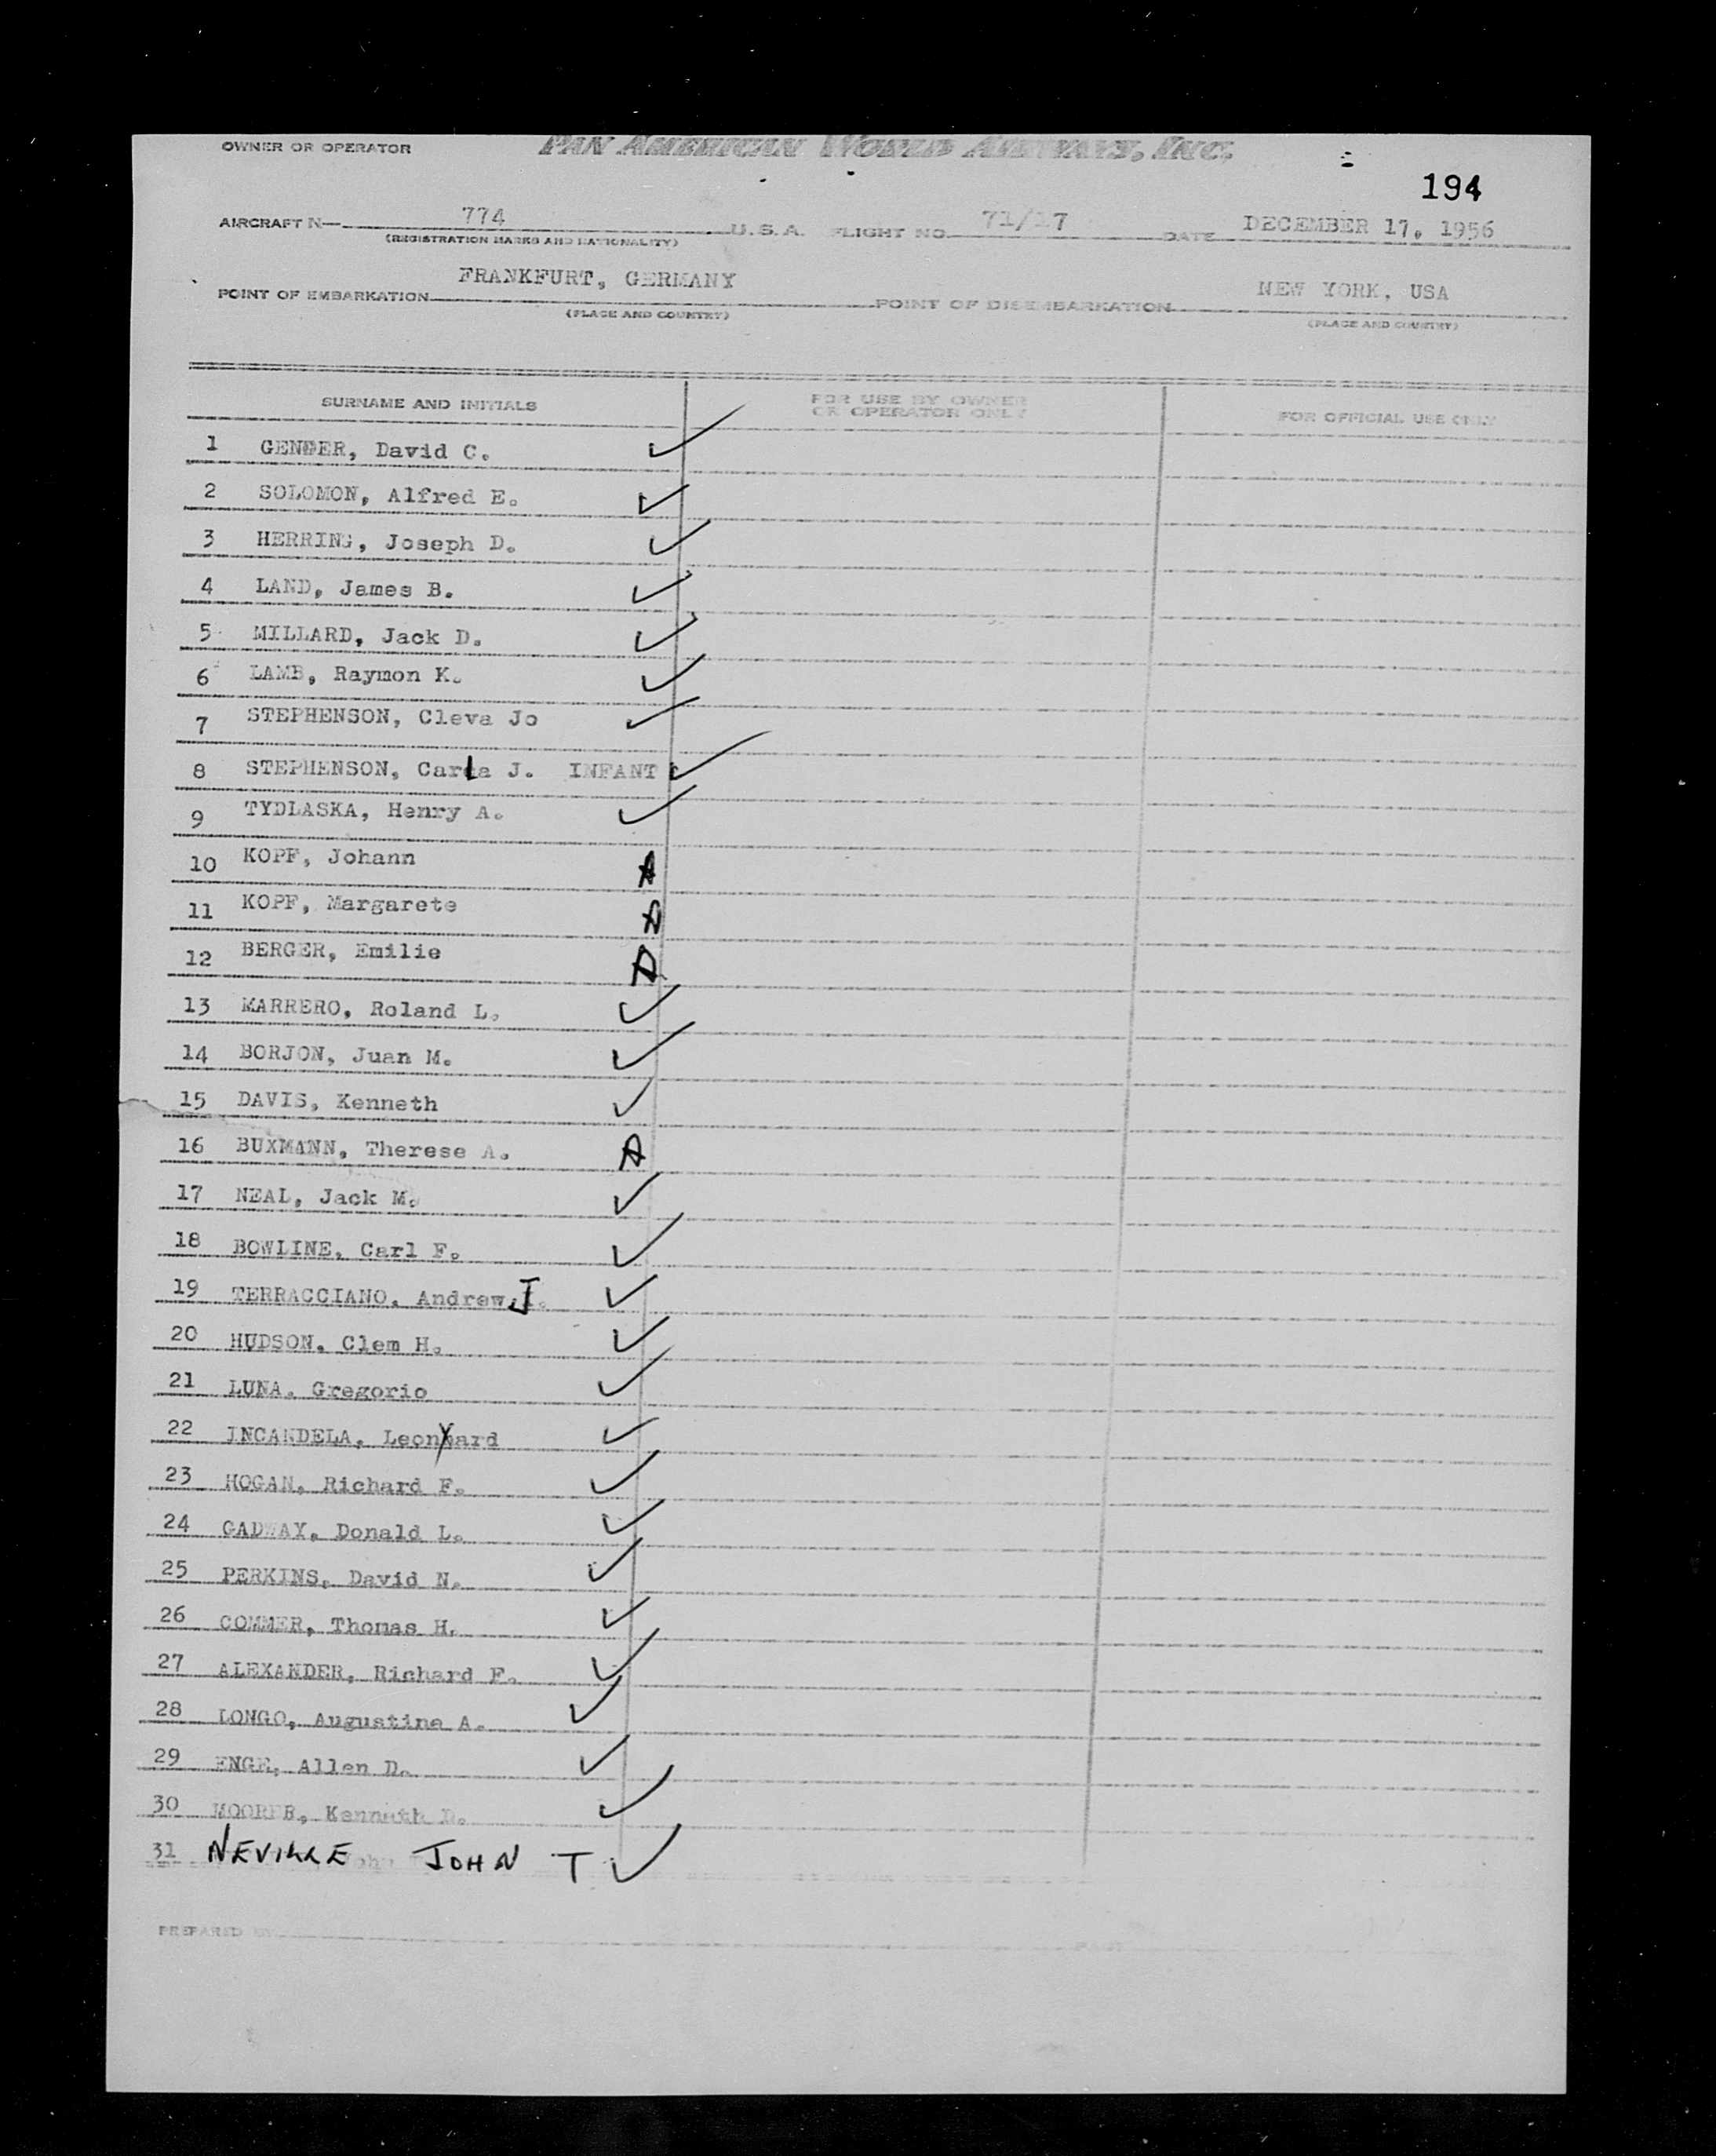 OWNER OR OPERATOR PAN AMERICAN WORLD AIRWAYS, INC.
194
AIRCRAFT N— 774 U.S.A. FLIGHT NO. 71/17 DATE DECEMBER 17, 1956
(REGISTRATION MARKS AND NATIONALITY)
POINT OF EMBARKATION FRANKFURT, GERMANY POINT OF DISEMBARKATION NEW YORK, USA
(PLACE AND COUNTRY) (PLACE AND COUNTRY)
SURNAME AND INITIALS FOR USE BY OWNER OR OPERATOR ONLY FOR OFFICIAL USE ONLY
1 GENDER, David C. ✓
2 SOLOMON, Alfred E. ✓
3 HERRING, Joseph D. ✓
4 LAND, James B. ✓
5 MILLARD, Jack D. ✓
6 LAMB, Raymon K. ✓
7 STEPHENSON, Cleva Jo ✓
8 STEPHENSON, Carla J. INFANT ✓
9 TYDLASKA, Henry A. ✓
10 KOPF, Johann A
11 KOPF, Margarete A
12 BERGER, Emilie
13 MARRERO, Roland L. ✓
14 BORJON, Juan M. ✓
15 DAVIS, Kenneth ✓
16 BUXMANN, Therese A. A
17 NEAL, Jack M. ✓
18 BOWLINE, Carl F. ✓
19 TERRACCIANO, Andrew J. ✓
20 HUDSON, Clem H. ✓
21 LUNA, Gregorio ✓
22 INCANDELA, Leonard ✓
23 HOGAN, Richard F. ✓
24 GADWAY, Donald L. ✓
25 PERKINS, David N. ✓
26 COMMER, Thomas H. ✓
27 ALEXANDER, Richard F. ✓
28 LONGO, Augustine A. ✓
29 ENGE, Allen D. ✓
30 Kenneth D. ✓
31 NEVILLE JOHN T ✓
PREPARED BY